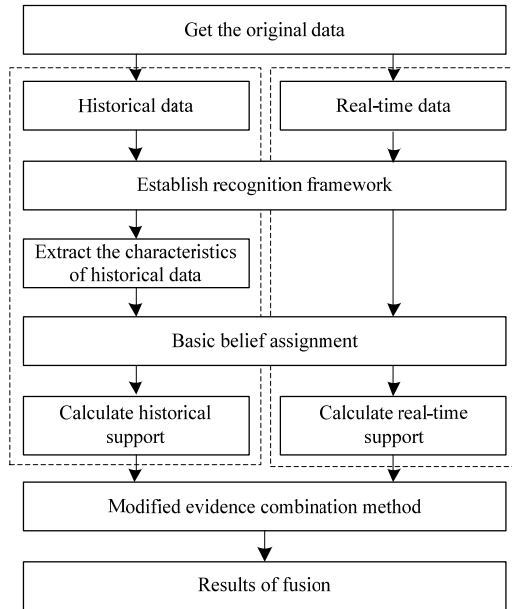 Get the original data
Historical data
Real-time data
Establish recognition framework
Extract the characteristics
of historical data
Basic belief assignment
Calculate historical
support
Calculate real-time
support
Modified evidence combination method
Results of fusion